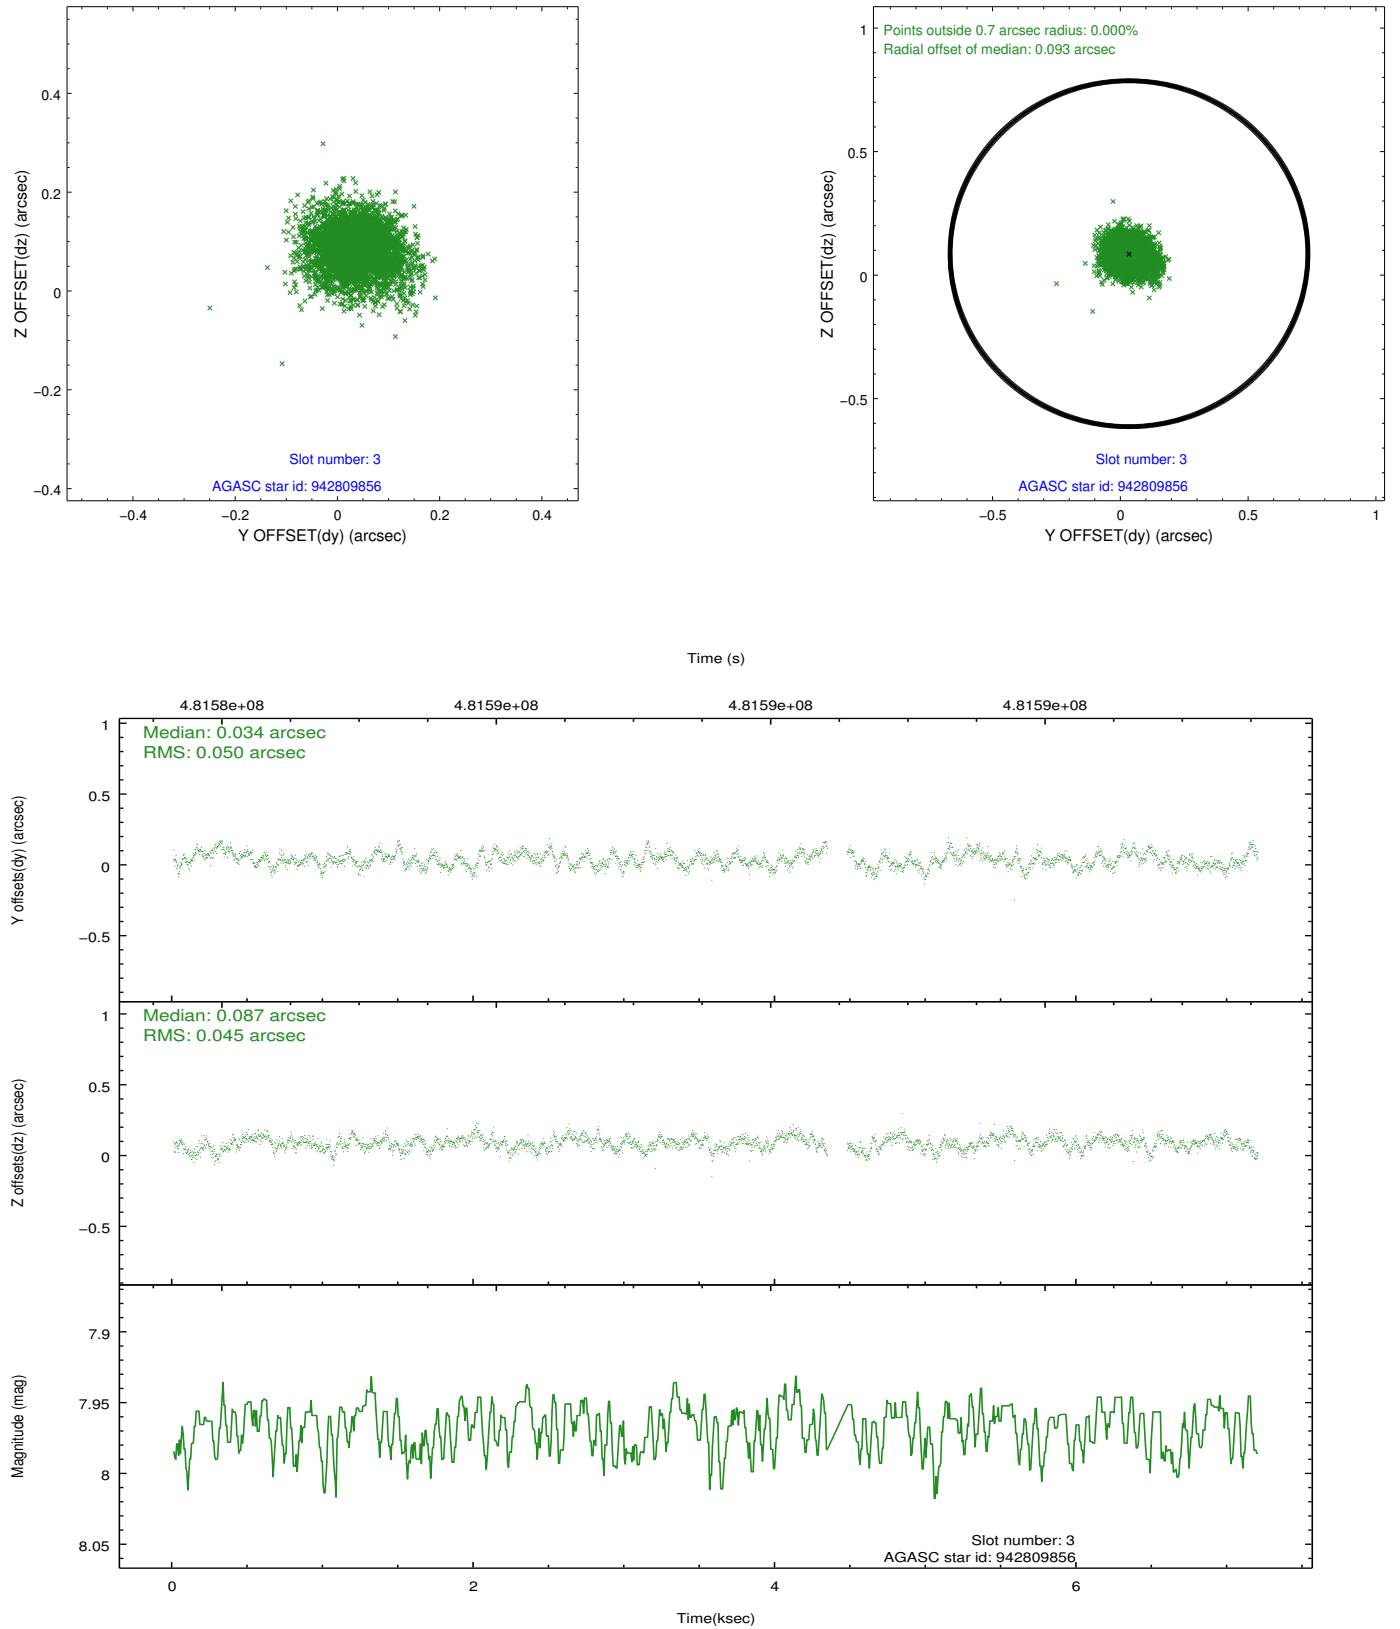 0.4
0.2
0
−0.2
−0.4
Z OFFSET(dz) (arcsec)
Slot number: 3
AGASC star id: 942809856
−0.4 −0.2 0 0.2 0.4
Y OFFSET(dy) (arcsec)
Points outside 0.7 arcsec radius: 0.000%
Radial offset of median: 0.093 arcsec
1
0.5
0
−0.5
Z OFFSET(dz) (arcsec)
Slot number: 3
AGASC star id: 942809856
−0.5 0 0.5 1
Y OFFSET(dy) (arcsec)
Time (s)
4.8158e+08 4.8159e+08 4.8159e+08 4.8159e+08
Median: 0.034 arcsec
RMS: 0.050 arcsec
1
0.5
0
−0.5
Y offsets(dy) (arcsec)
Median: 0.087 arcsec
RMS: 0.045 arcsec
1
0.5
0
−0.5
Z offsets(dz) (arcsec)
7.9
7.95
8
8.05
Magnitude (mag)
Slot number: 3
AGASC star id: 942809856
0 2 4 6
Time(ksec)